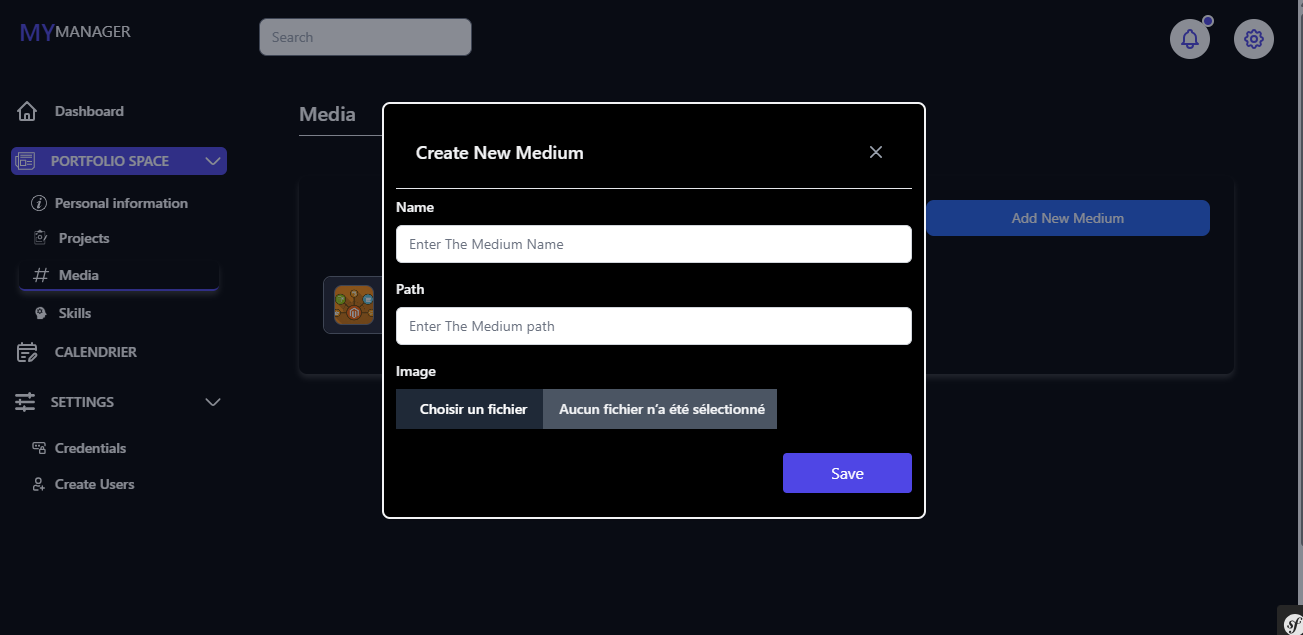 MYMANAGER
Search
Dashboard
PORTFOLIO SPACE
Personal information
Projects
Media
Skills
CALENDRIER
SETTINGS
Credentials
Create Users
Media
Add New Medium
Create New Medium
Name
Enter The Medium Name
Path
Enter The Medium path
Image
Choisir un fichier
Aucun fichier n’a été sélectionné
Save
sf